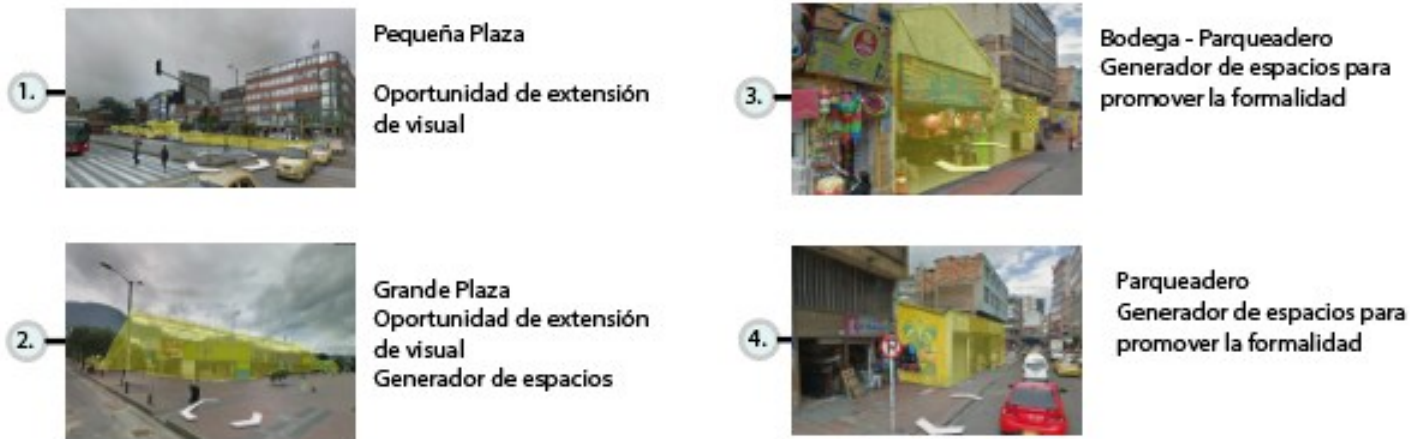 1.
Pequeña Plaza
Oportunidad de extensión
de visual
2.
Grande Plaza
Oportunidad de extensión
de visual
Generador de espacios
3.
Bodega - Parqueadero
Generador de espacios para
promover la formalidad
4.
Parqueadero
Generador de espacios para
promover la formalidad